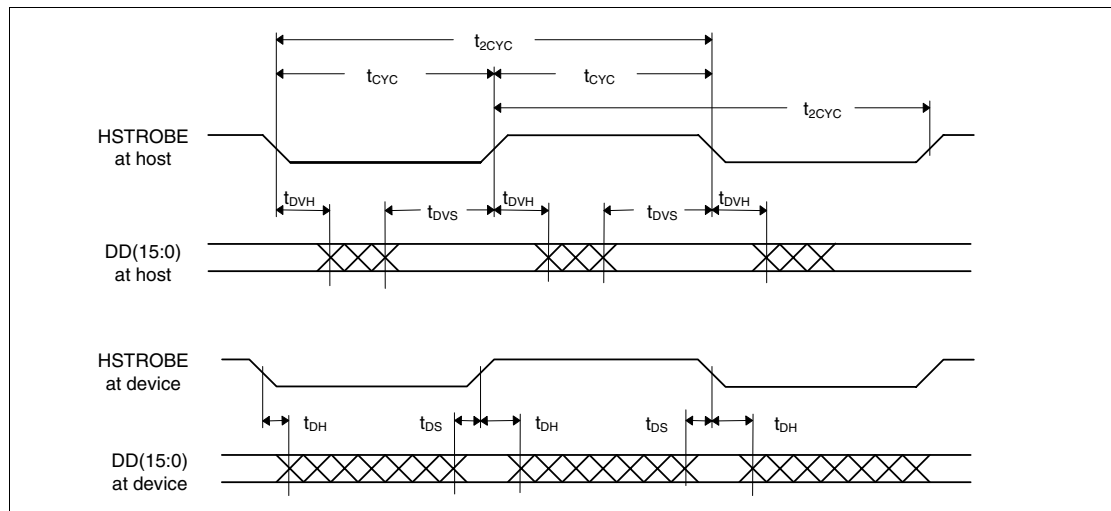 t2CYC
tCYC tCYC
t2CYC
HSTROBE
at host
tDVH tDVS tDVH tDVS tDVH
DD(15:0)
at host
HSTROBE
at device
tDH tDS tDH tDS tDH
DD(15:0)
at device